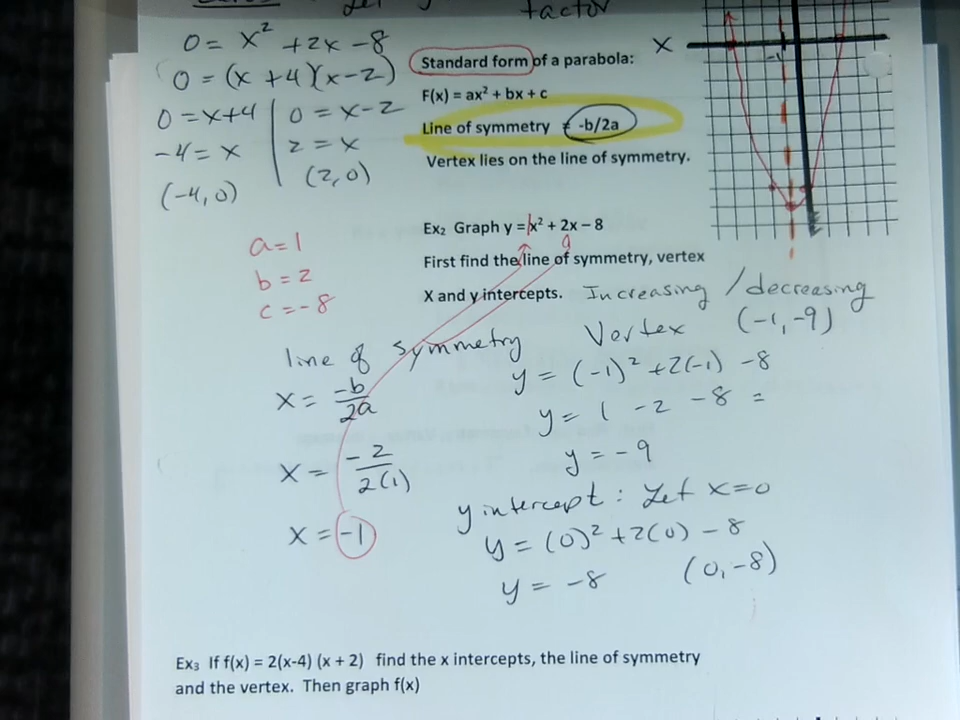 Let
factor
0 = x² + 2x - 8
0 = (x + 4)(x - 2)
0 = x+4 | 0 = x - 2
-4 = x | 2 = x
(-4, 0) | (2, 0)
Standard form of a parabola:
F(x) = ax² + bx + c
Line of symmetry = -b/2a
Vertex lies on the line of symmetry.
X
-1
Ex₂ Graph y = 1x² + 2x – 8
First find the line of symmetry, vertex
X and y intercepts. Increasing / decreasing
a = 1
b = 2
c = -8
line of symmetry
x = -b/2a
x = -2/2(1)
x = -1
Vertex (-1, -9)
y = (-1)² + 2(-1) - 8
y = 1 - 2 - 8 =
y = -9
y intercept : Let x = 0
y = (0)² + 2(0) - 8
y = -8 (0, -8)
Ex₃ If f(x) = 2(x-4) (x + 2) find the x intercepts, the line of symmetry
and the vertex. Then graph f(x)